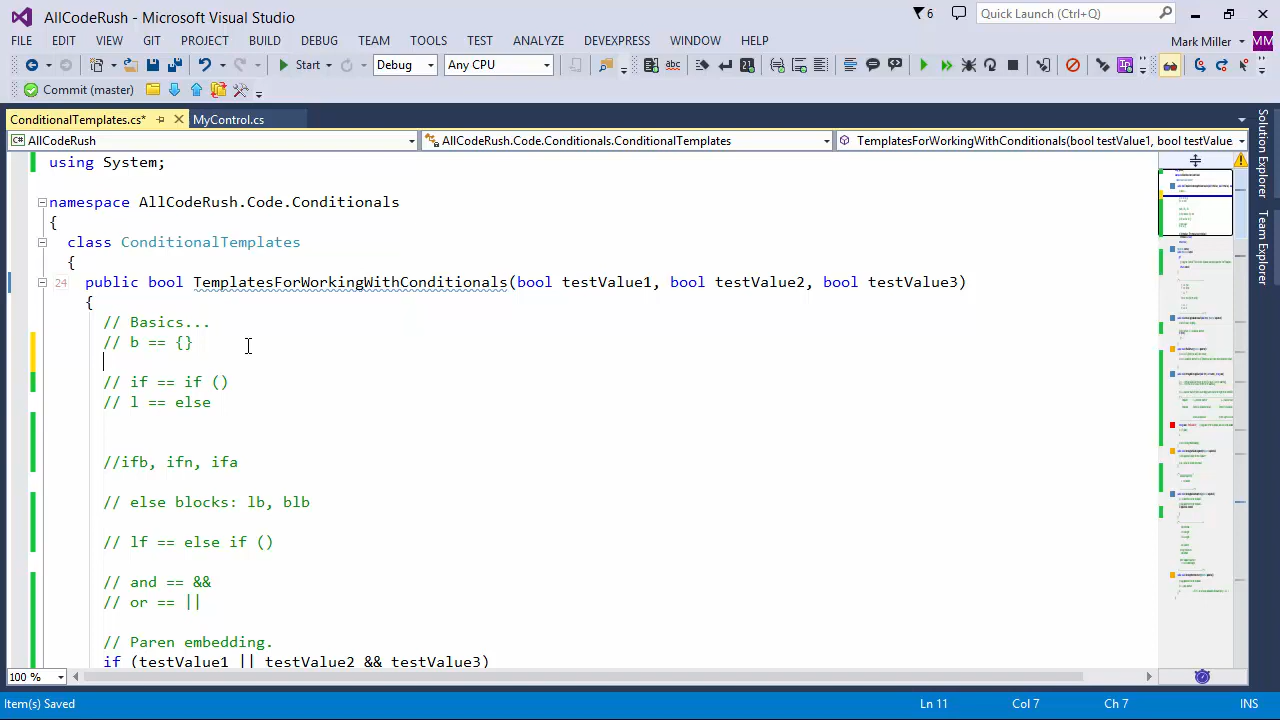 AllCodeRush - Microsoft Visual Studio
6
Quick Launch (Ctrl+Q)
FILE EDIT VIEW GIT PROJECT BUILD DEBUG TEAM TOOLS TEST ANALYZE DEVEXPRESS WINDOW HELP
Mark Miller MM
Start Debug Any CPU
Commit (master)
ConditionalTemplates.cs* MyControl.cs
AllCodeRush AllCodeRush.Code.Conditionals.ConditionalTemplates TemplatesForWorkingWithConditionals(bool testValue1, bool testValue
using System;
namespace AllCodeRush.Code.Conditionals
{
class ConditionalTemplates
{
24 public bool TemplatesForWorkingWithConditionals(bool testValue1, bool testValue2, bool testValue3)
{
// Basics...
// b == {}
// if == if ()
// l == else
//ifb, ifn, ifa
// else blocks: lb, blb
// lf == else if ()
// and == &&
// or == ||
// Paren embedding.
if (testValue1 || testValue2 && testValue3)
100 %
Item(s) Saved Ln 11 Col 7 Ch 7 INS
Solution Explorer
Team Explorer